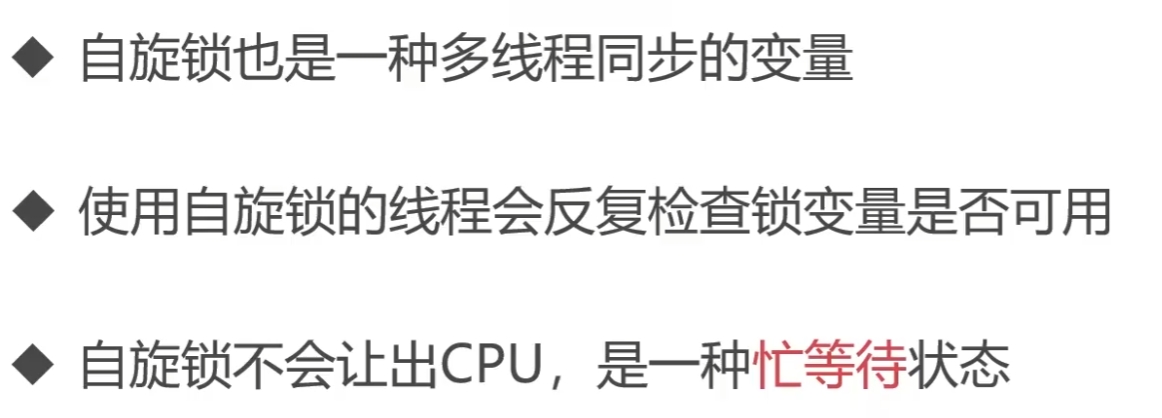 ◆ 自旋锁也是一种多线程同步的变量
◆ 使用自旋锁的线程会反复检查锁变量是否可用
◆ 自旋锁不会让出CPU，是一种忙等待状态